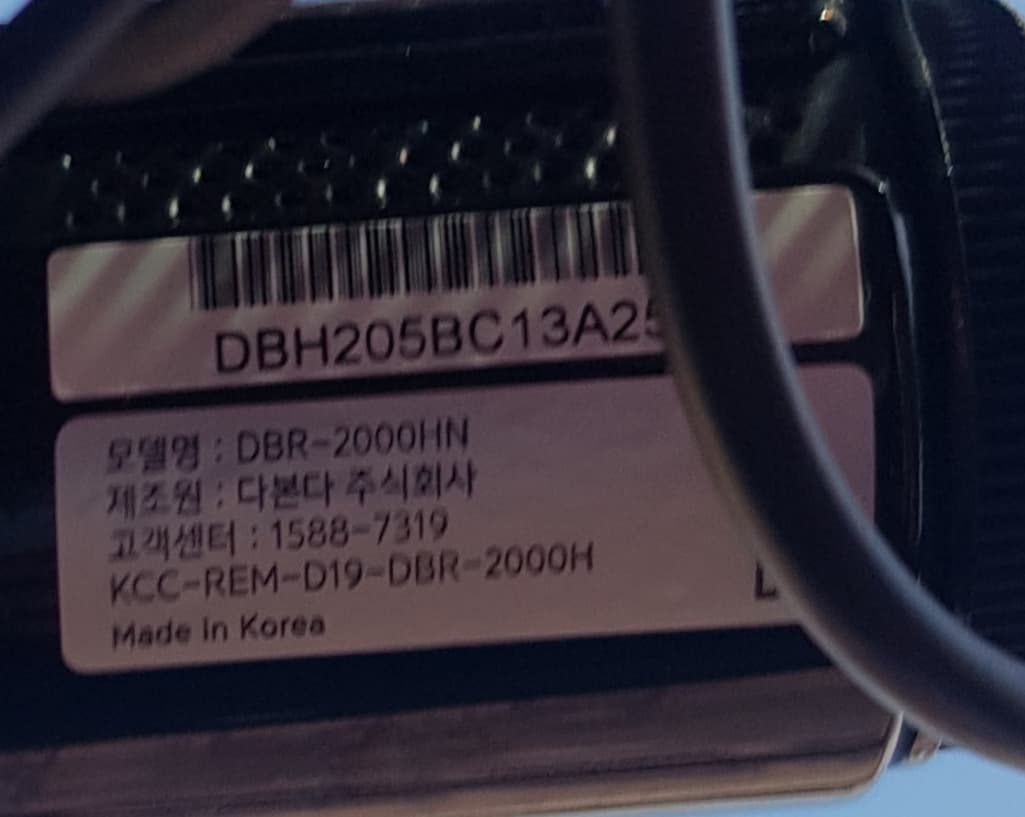 DBH205BC13A25
모델명 : DBR-2000HN
제조원 : 다본다 주식회사
고객센터 : 1588-7319
KCC-REM-D19-DBR-2000H
Made in Korea